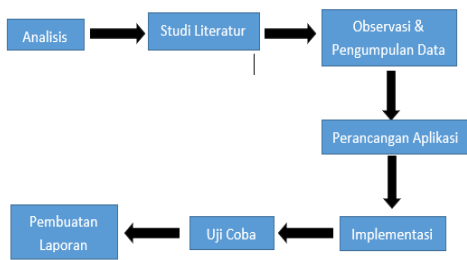 Analisis
Studi Literatur
Observasi &
Pengumpulan Data
Perancangan Aplikasi
Implementasi
Uji Coba
Pembuatan
Laporan